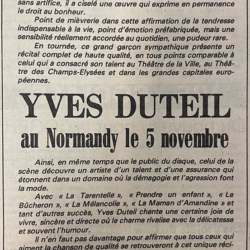 sans artifice, il a ciselé une œuvre qui exprime en permanence
le droit au bonheur.
Point de mièvrerie dans cette affirmation de la tendresse
indispensable à la vie, point d'émotion préfabriquée, mais une
sensibilité réellement accordée au quotidien, une pudeur rare.
En tournée, ce grand garçon sympathique présente un
récital complet de haute qualité, en tous points comparable à
celui qui a consacré son talent au Théâtre de la Ville, au Théâ-
tre des Champs-Elysées et dans les grandes capitales euro-
péennes.
YVES DUTEIL
au Normandy le 5 novembre
Ainsi, en même temps que le public du disque, celui de la
scène découvre un artiste d'un talent et d'une assurance qui
étonnent dans un domaine où la démagogie et l'agression font
la mode.
Avec « La Tarentelle », « Prendre un enfant », « Le
Bûcheron », « La Mélancolie », « La Maman d'Amandine » et
tant d'autres succès, Yves Duteil chante une certaine joie de
vivre, sincère et directe où le charme rivalise avec la délicatesse
et souvent l'humour.
Il n'en faut pas davantage pour affirmer que tous ceux qui
aiment la chanson de qualité se retrouveront à cet unique réci-